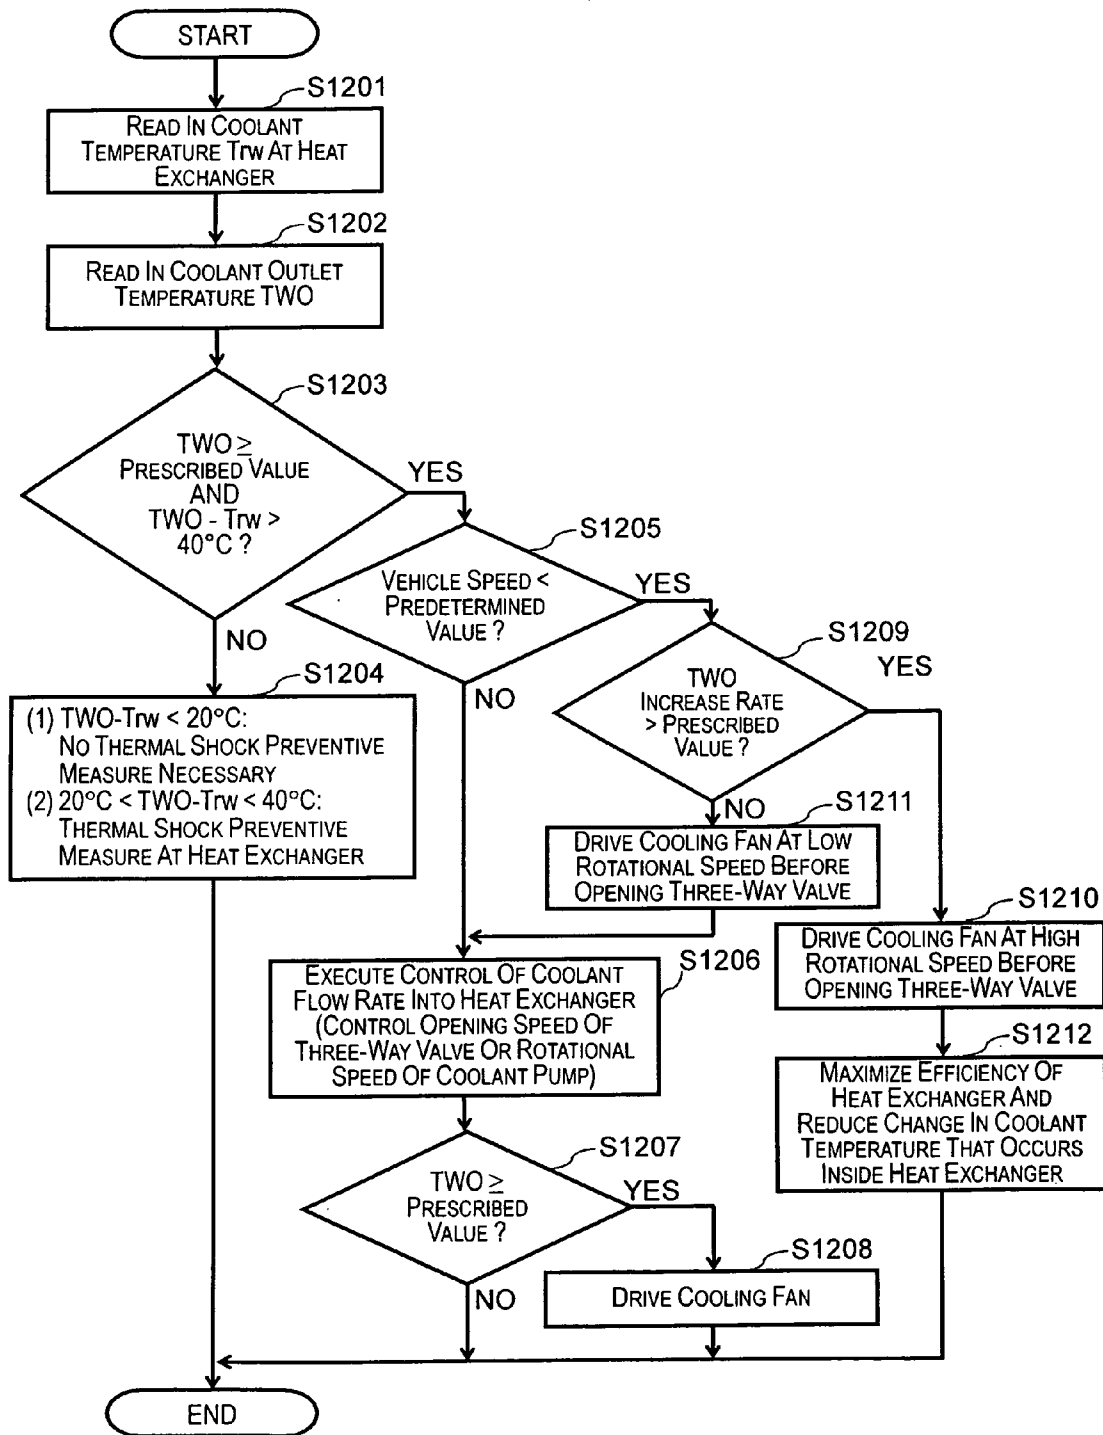 START
S1201
READ IN COOLANT
TEMPERATURE Trw AT HEAT
EXCHANGER
S1202
READ IN COOLANT OUTLET
TEMPERATURE TWO
S1203
TWO ≥
PRESCRIBED VALUE
AND
TWO - Trw >
40°C ?
YES
NO
S1205
VEHICLE SPEED <
PREDETERMINED
VALUE ?
YES
NO
S1209
TWO
INCREASE RATE
> PRESCRIBED
VALUE ?
YES
NO
S1204
(1) TWO-Trw < 20°C:
NO THERMAL SHOCK PREVENTIVE
MEASURE NECESSARY
(2) 20°C < TWO-Trw < 40°C:
THERMAL SHOCK PREVENTIVE
MEASURE AT HEAT EXCHANGER
S1211
DRIVE COOLING FAN AT LOW
ROTATIONAL SPEED BEFORE
OPENING THREE-WAY VALVE
S1210
DRIVE COOLING FAN AT HIGH
ROTATIONAL SPEED BEFORE
OPENING THREE-WAY VALVE
S1206
EXECUTE CONTROL OF COOLANT
FLOW RATE INTO HEAT EXCHANGER
(CONTROL OPENING SPEED OF
THREE-WAY VALVE OR ROTATIONAL
SPEED OF COOLANT PUMP)
S1212
MAXIMIZE EFFICIENCY OF
HEAT EXCHANGER AND
REDUCE CHANGE IN COOLANT
TEMPERATURE THAT OCCURS
INSIDE HEAT EXCHANGER
S1207
TWO ≥
PRESCRIBED
VALUE ?
YES
NO
S1208
DRIVE COOLING FAN
END